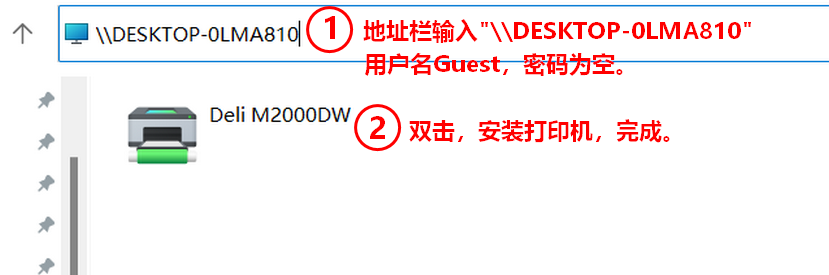 \\DESKTOP-0LMA810
① 地址栏输入"\\DESKTOP-0LMA810"
用户名Guest，密码为空。
Deli M2000DW
② 双击，安装打印机，完成。